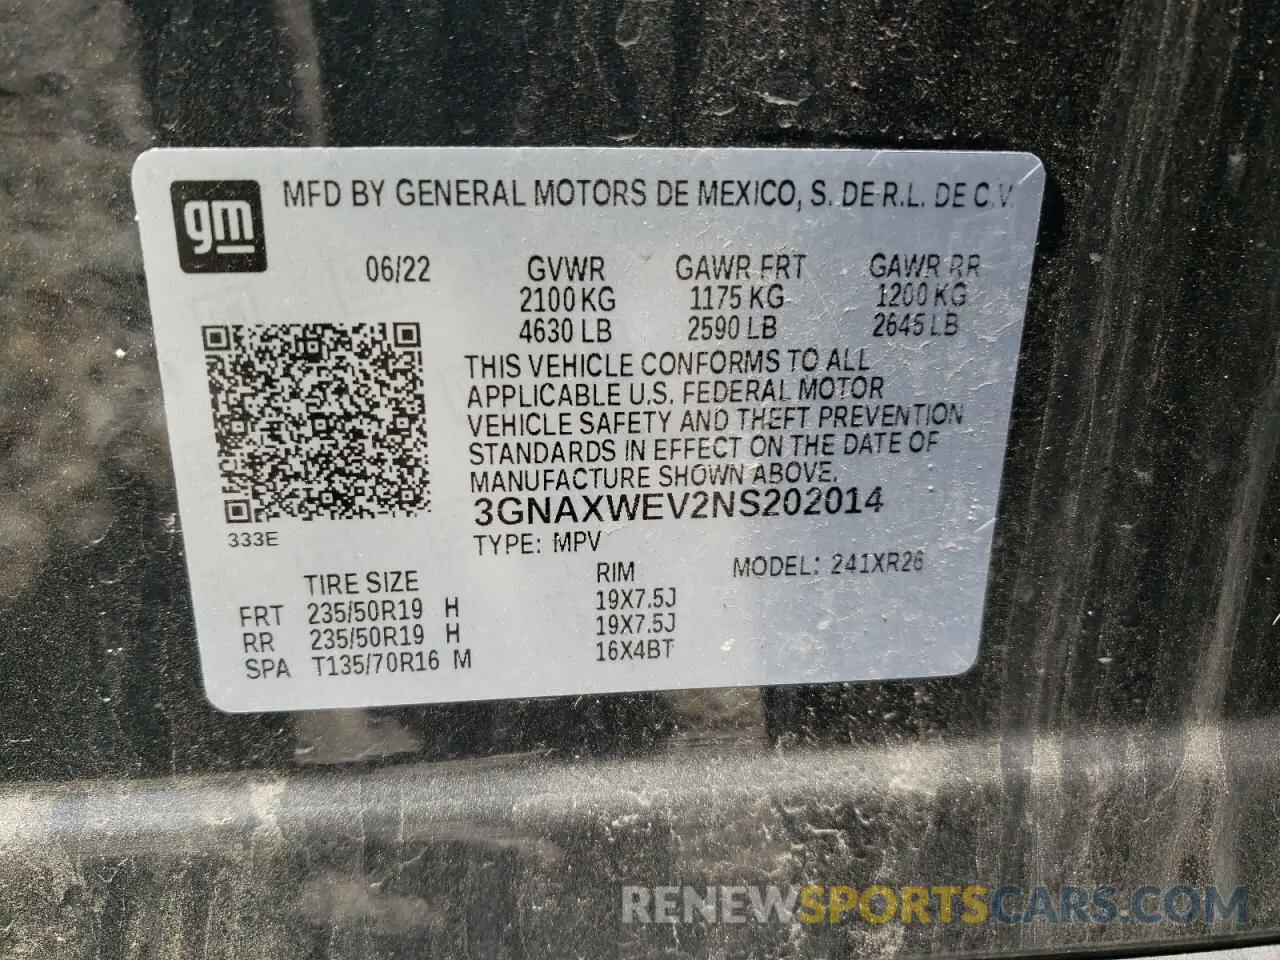 gm
MFD BY GENERAL MOTORS DE MEXICO, S. DE R.L. DE C.V.
06/22 GVWR GAWR FRT GAWR RR
2100 KG 1175 KG 1200 KG
4630 LB 2590 LB 2645 LB
THIS VEHICLE CONFORMS TO ALL
APPLICABLE U.S. FEDERAL MOTOR
VEHICLE SAFETY AND THEFT PREVENTION
STANDARDS IN EFFECT ON THE DATE OF
MANUFACTURE SHOWN ABOVE.
3GNAXWEV2NS202014
333E
TYPE: MPV
MODEL: 241XR26
TIRE SIZE RIM
FRT 235/50R19 H 19X7.5J
RR 235/50R19 H 19X7.5J
SPA T135/70R16 M 16X4BT
RENEWSPORTSCARS.COM